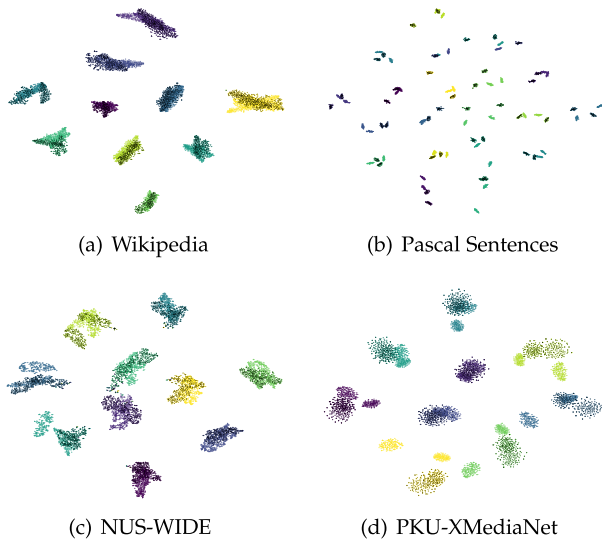 (a) Wikipedia
(b) Pascal Sentences
(c) NUS-WIDE
(d) PKU-XMediaNet